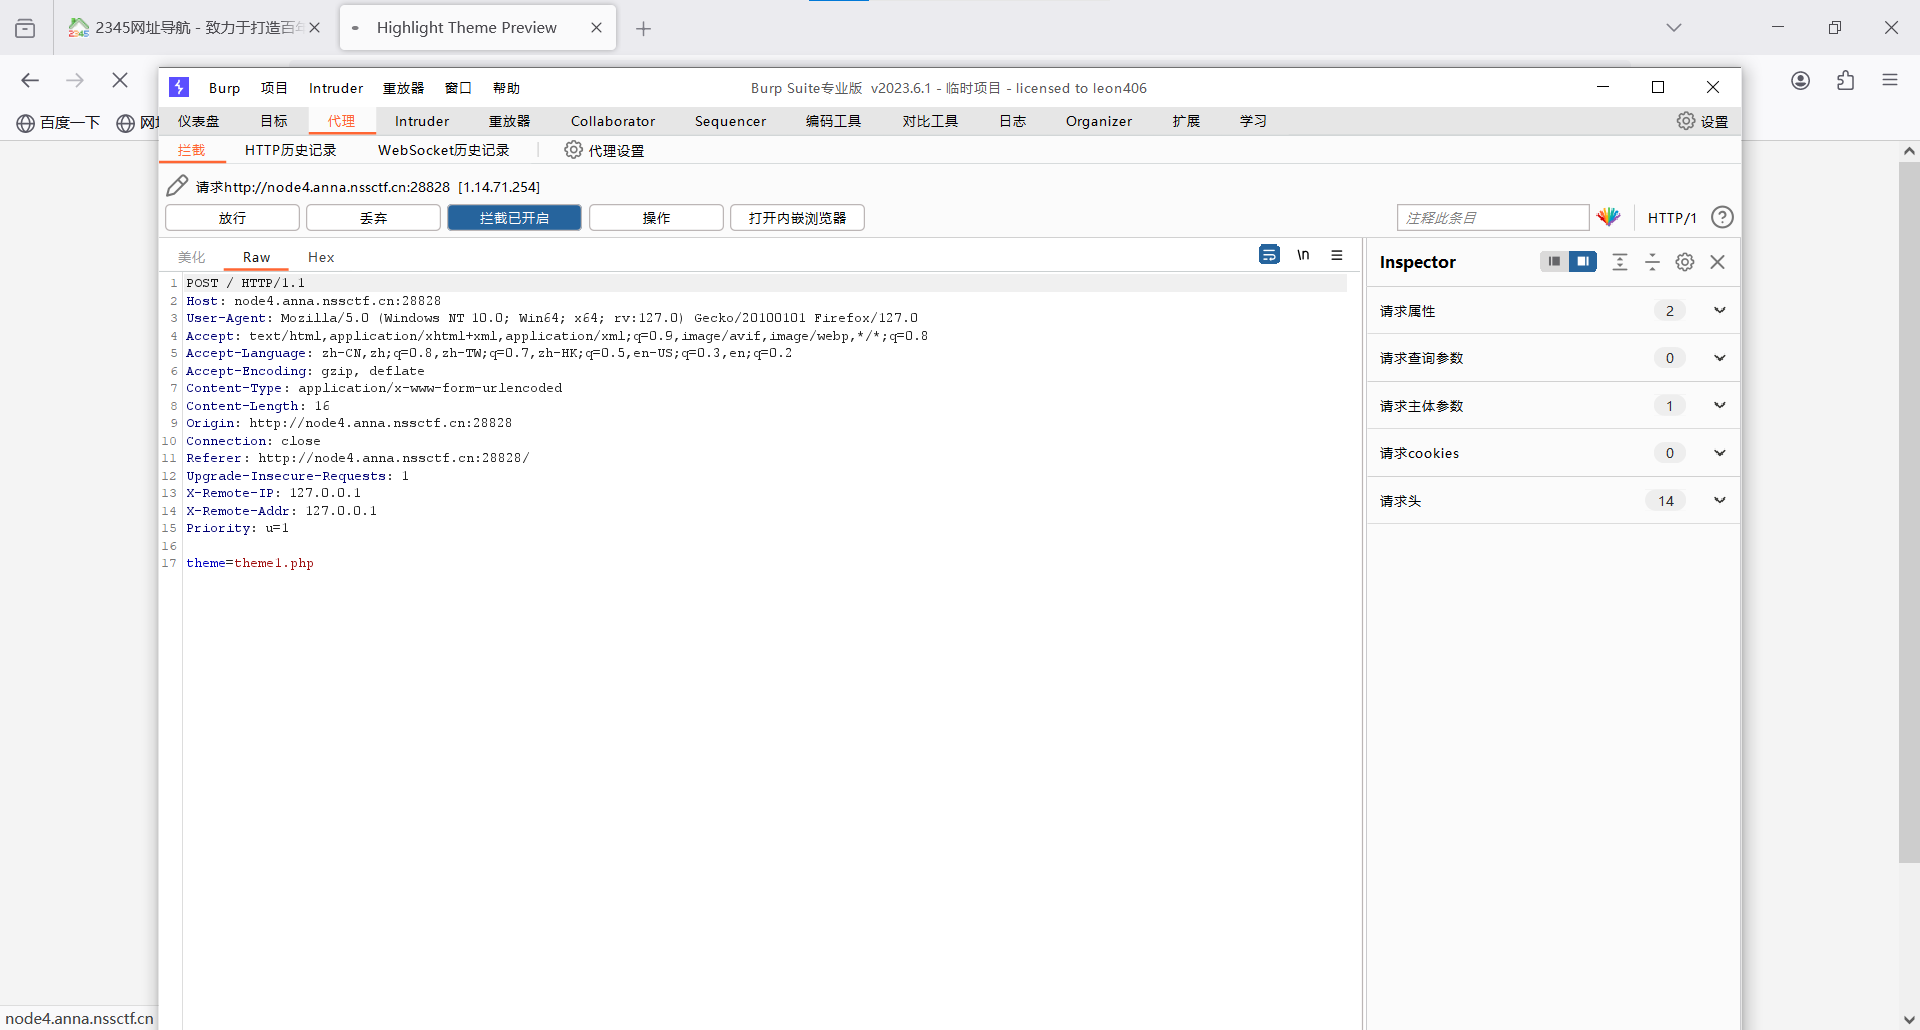 2345网址导航 - 致力于打造百年
Highlight Theme Preview
百度一下
网址
Burp 项目 Intruder 重放器 窗口 帮助
Burp Suite专业版 v2023.6.1 - 临时项目 - licensed to leon406
仪表盘 目标 代理 Intruder 重放器 Collaborator Sequencer 编码工具 对比工具 日志 Organizer 扩展 学习 设置
拦截 HTTP历史记录 WebSocket历史记录 代理设置
请求http://node4.anna.nssctf.cn:28828 [1.14.71.254]
放行 丢弃 拦截已开启 操作 打开内嵌浏览器 注释此条目 HTTP/1 ?
美化 Raw Hex \n
1 POST / HTTP/1.1
2 Host: node4.anna.nssctf.cn:28828
3 User-Agent: Mozilla/5.0 (Windows NT 10.0; Win64; x64; rv:127.0) Gecko/20100101 Firefox/127.0
4 Accept: text/html,application/xhtml+xml,application/xml;q=0.9,image/avif,image/webp,*/*;q=0.8
5 Accept-Language: zh-CN,zh;q=0.8,zh-TW;q=0.7,zh-HK;q=0.5,en-US;q=0.3,en;q=0.2
6 Accept-Encoding: gzip, deflate
7 Content-Type: application/x-www-form-urlencoded
8 Content-Length: 16
9 Origin: http://node4.anna.nssctf.cn:28828
10 Connection: close
11 Referer: http://node4.anna.nssctf.cn:28828/
12 Upgrade-Insecure-Requests: 1
13 X-Remote-IP: 127.0.0.1
14 X-Remote-Addr: 127.0.0.1
15 Priority: u=1
16
17 theme=theme1.php
Inspector
请求属性 2
请求查询参数 0
请求主体参数 1
请求cookies 0
请求头 14
node4.anna.nssctf.cn